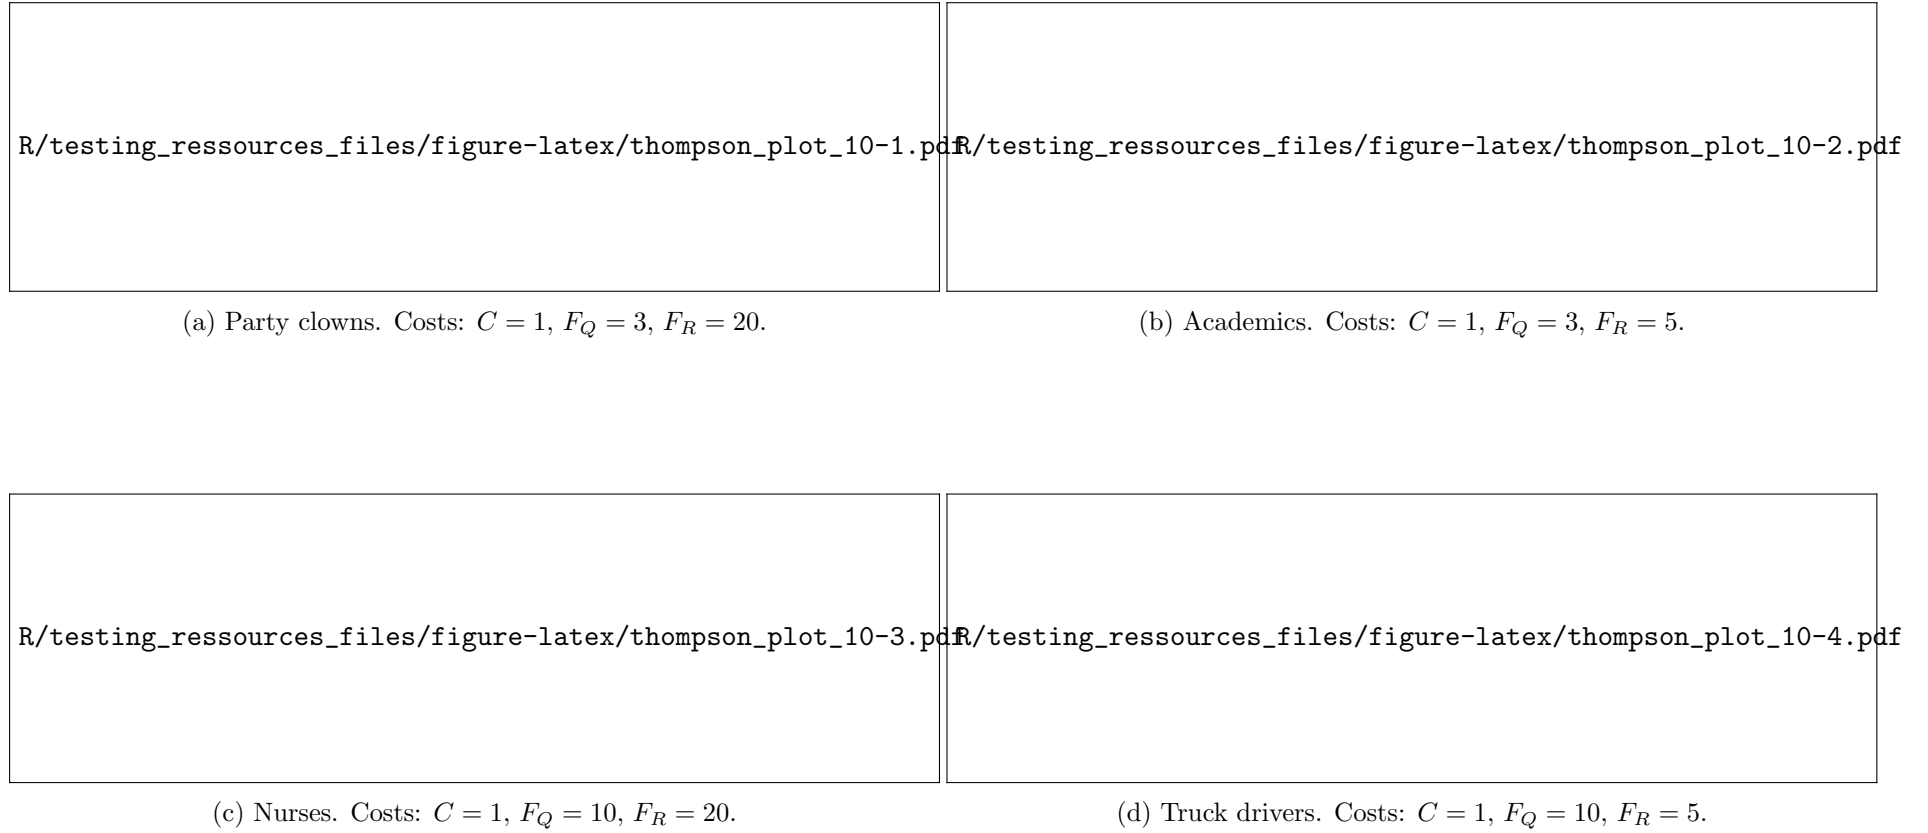 R/testing_ressources_files/figure-latex/thompson_plot_10-1.pdf
R/testing_ressources_files/figure-latex/thompson_plot_10-2.pdf
(a) Party clowns. Costs: C = 1, F_Q = 3, F_R = 20.
(b) Academics. Costs: C = 1, F_Q = 3, F_R = 5.
R/testing_ressources_files/figure-latex/thompson_plot_10-3.pdf
R/testing_ressources_files/figure-latex/thompson_plot_10-4.pdf
(c) Nurses. Costs: C = 1, F_Q = 10, F_R = 20.
(d) Truck drivers. Costs: C = 1, F_Q = 10, F_R = 5.